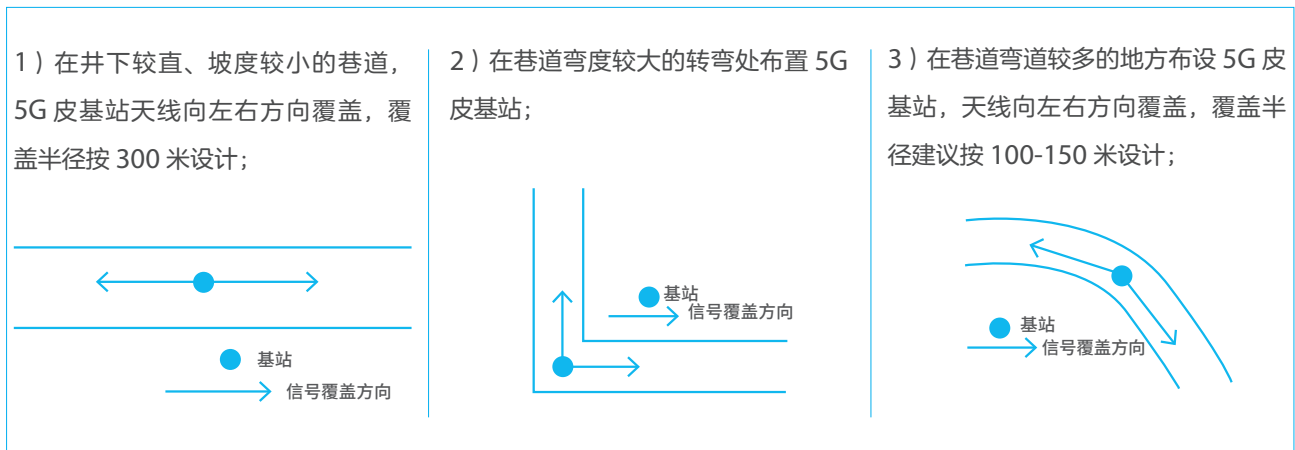 1）在井下较直、坡度较小的巷道，
5G 皮基站天线向左右方向覆盖，覆
盖半径按 300 米设计；
基站
信号覆盖方向
2）在巷道弯度较大的转弯处布置 5G
皮基站；
基站
信号覆盖方向
3）在巷道弯道较多的地方布设 5G 皮
基站，天线向左右方向覆盖，覆盖半
径建议按 100-150 米设计；
基站
信号覆盖方向